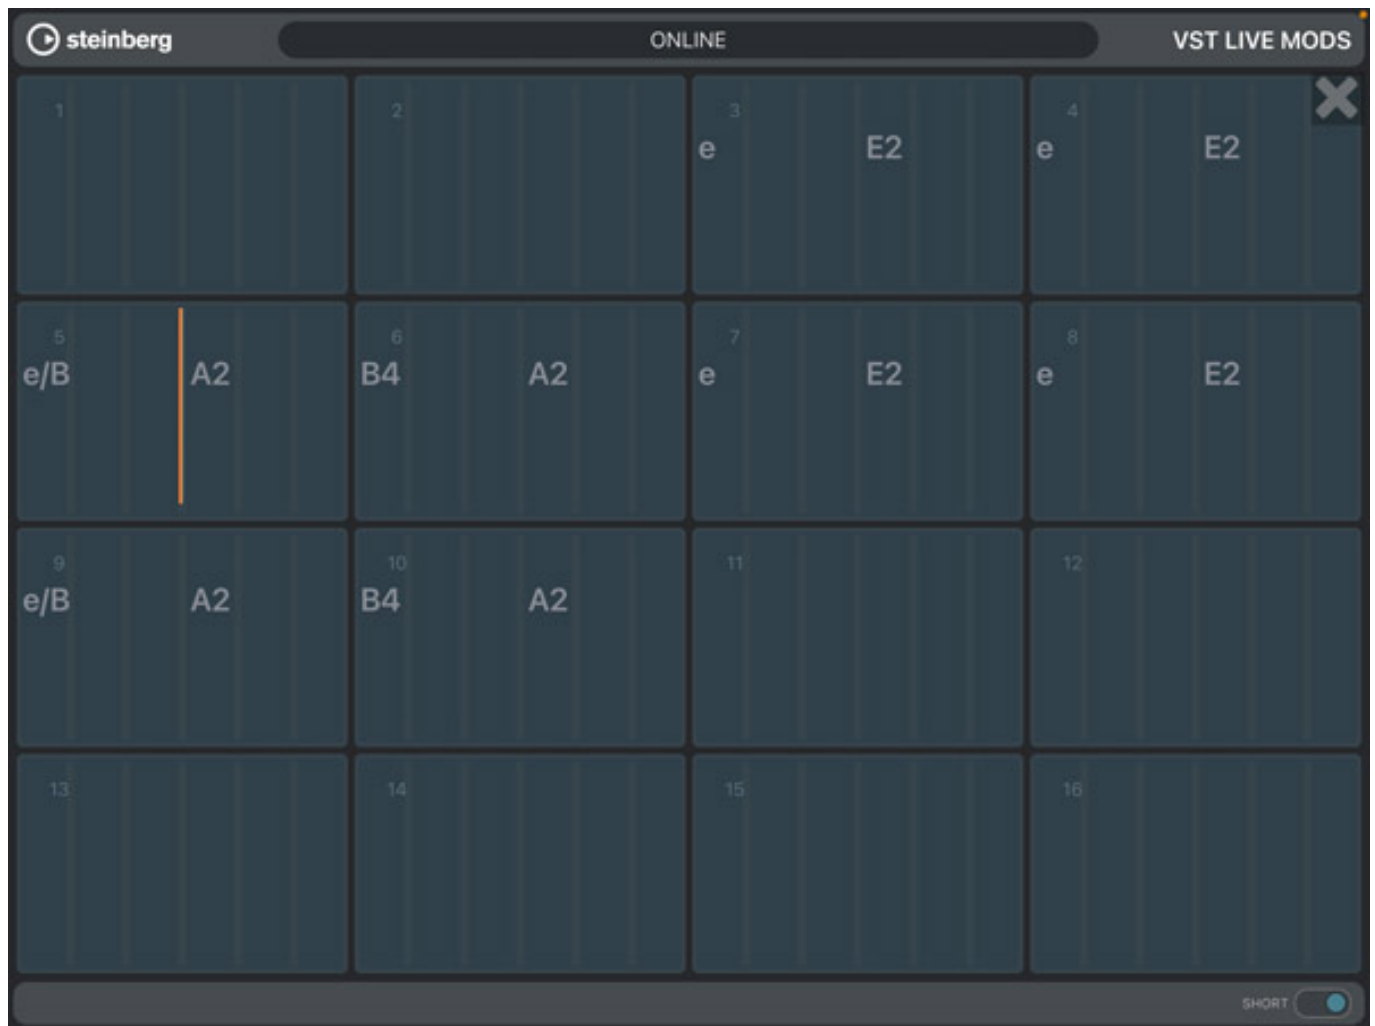 steinberg ONLINE VST LIVE MODS
1 2 3 4
e E2 e E2
5 6 7 8
e/B A2 B4 A2 e E2 e E2
9 10 11 12
e/B A2 B4 A2
13 14 15 16
SHORT